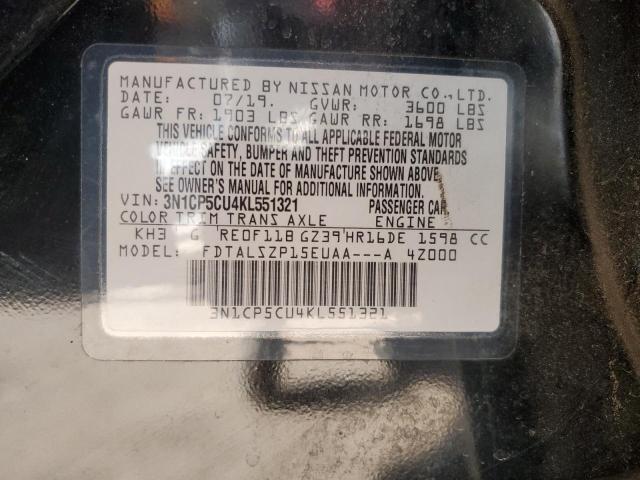 MANUFACTURED BY NISSAN MOTOR CO.,LTD.
DATE: 07/19. GVWR: 3600 LBS
GAWR FR: 1903 LBS GAWR RR: 1698 LBS
THIS VEHICLE CONFORMS TO ALL APPLICABLE FEDERAL MOTOR
VEHICLE SAFETY, BUMPER AND THEFT PREVENTION STANDARDS
IN EFFECT ON THE DATE OF MANUFACTURE SHOWN ABOVE.
SEE OWNER'S MANUAL FOR ADDITIONAL INFORMATION.
VIN: 3N1CP5CU4KL551321 PASSENGER CAR
COLOR TRIM TRANS AXLE ENGINE
KH3 G RE0F11B GZ39 HR16DE 1598 CC
MODEL: FDTALSZP15EUAA---A 4Z000
3N1CP5CU4KL551321